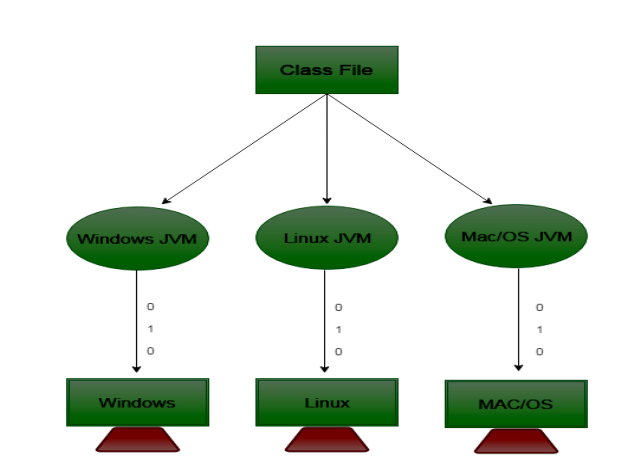 Class File
Windows JVM
Linux JVM
Mac/OS JVM
0
1
0
0
1
0
0
1
0
Windows
Linux
MAC/OS